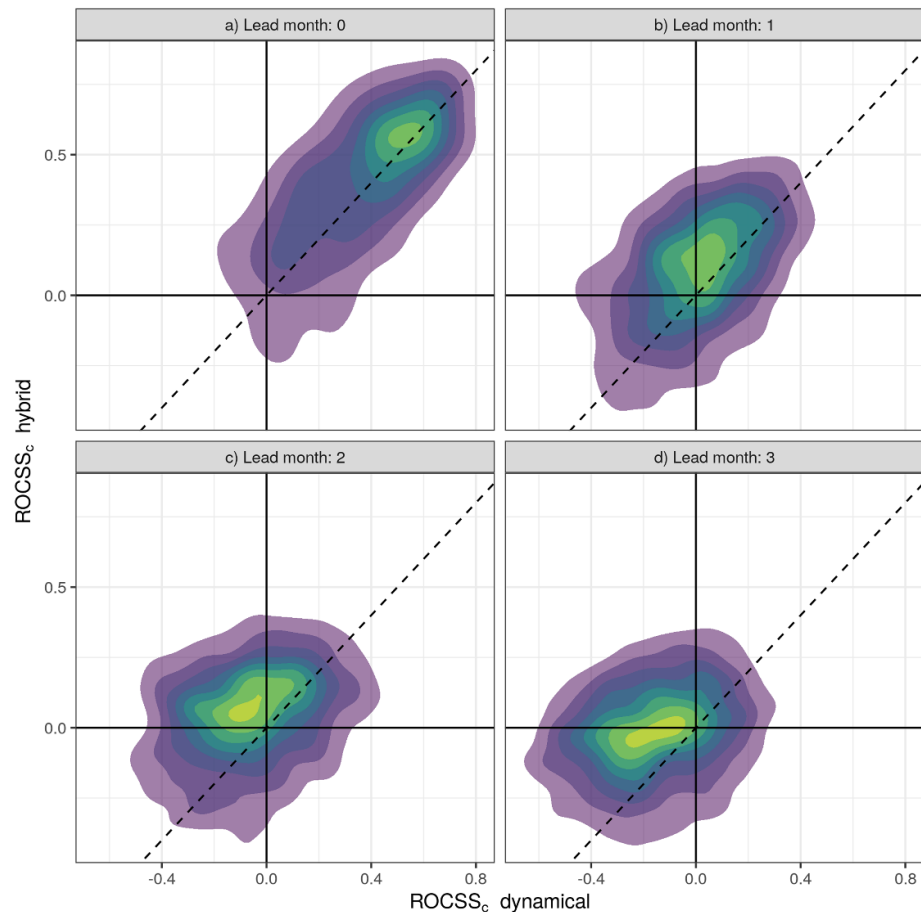 a) Lead month: 0
b) Lead month: 1
0.5
0.0
c) Lead month: 2
d) Lead month: 3
0.5
0.0
-0.4 0.0 0.4 0.8
-0.4 0.0 0.4 0.8
ROCSS_c dynamical
ROCSS_c hybrid